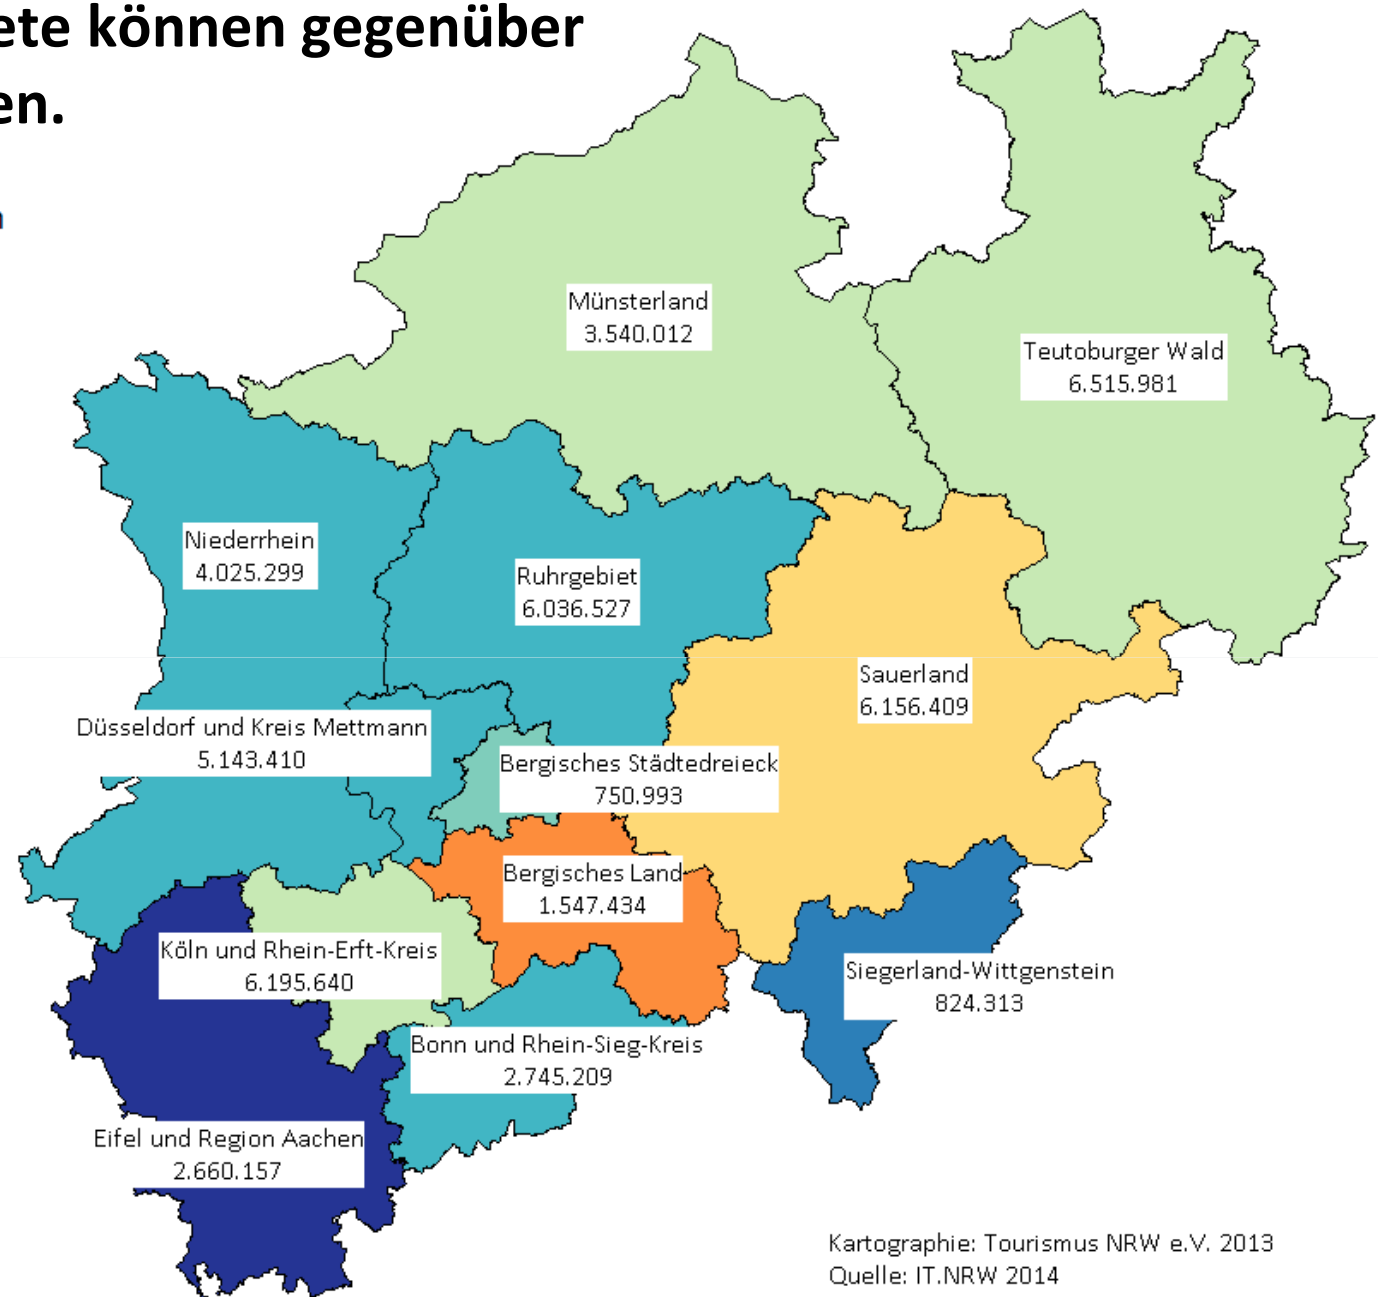 ete können gegenüber
en.
Münsterland
3.540.012
Teutoburger Wald
6.515.981
Niederrhein
4.025.299
Ruhrgebiet
6.036.527
Sauerland
6.156.409
Düsseldorf und Kreis Mettmann
5.143.410
Bergisches Städtedreieck
750.993
Bergisches Land
1.547.434
Köln und Rhein-Erft-Kreis
6.195.640
Siegerland-Wittgenstein
824.313
Bonn und Rhein-Sieg-Kreis
2.745.209
Eifel und Region Aachen
2.660.157
Kartographie: Tourismus NRW e.V. 2013
Quelle: IT.NRW 2014